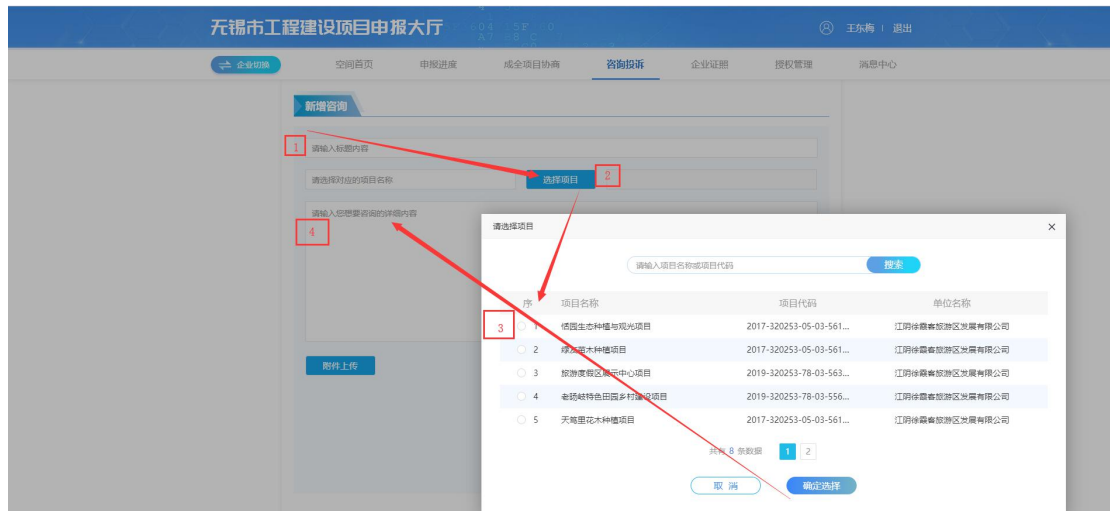 无锡市工程建设项目申报大厅
王东梅 | 退出
企业切换 空间首页 申报进度 成全项目协商 咨询投诉 企业证照 授权管理 消息中心
新增咨询
1 请输入标题内容
请选择对应的项目名称 选择项目 2
请输入您想要咨询的详细内容
4
请选择项目 ×
请输入项目名称或项目代码 搜索
序 项目名称 项目代码 单位名称
3
1 恬园生态种植与观光项目 2017-320253-05-03-561... 江阴徐霞客旅游区发展有限公司
2 绿友苗木种植项目 2017-320253-05-03-561... 江阴徐霞客旅游区发展有限公司
3 旅游度假区展示中心项目 2019-320253-78-03-563... 江阴徐霞客旅游区发展有限公司
4 老旸岐特色田园乡村建设项目 2019-320253-78-03-556... 江阴徐霞客旅游区发展有限公司
5 天笃里花木种植项目 2017-320253-05-03-561... 江阴徐霞客旅游区发展有限公司
附件上传
共有 8 条数据 1 2
取 消 确定选择